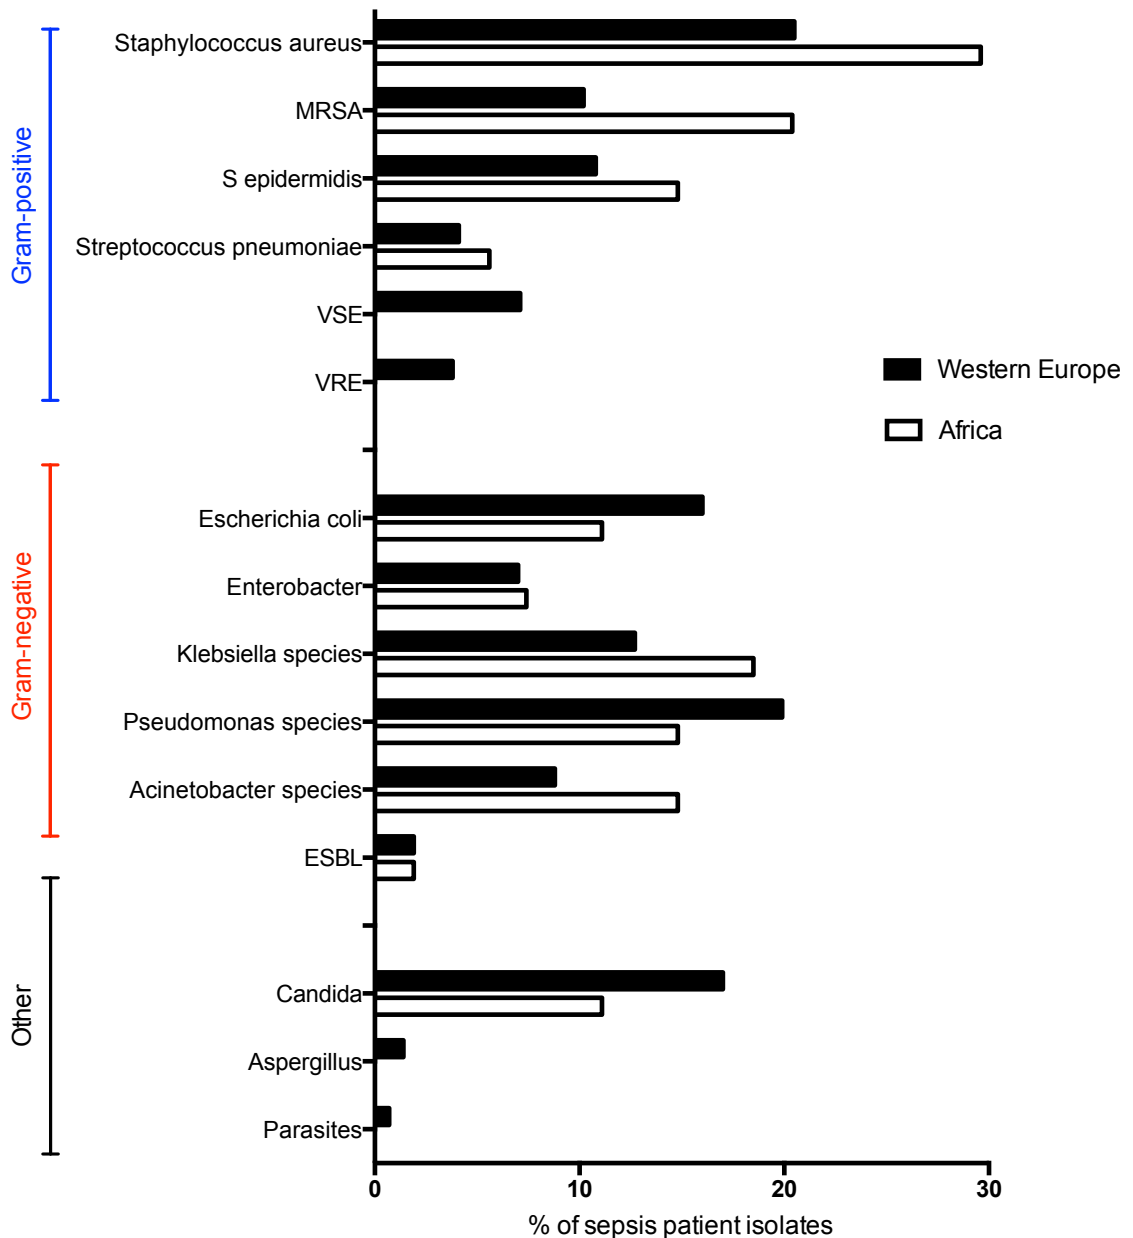 Gram-positive
Staphylococcus aureus
MRSA
S epidermidis
Streptococcus pneumoniae
VSE
VRE
Western Europe
Africa
Gram-negative
Escherichia coli
Enterobacter
Klebsiella species
Pseudomonas species
Acinetobacter species
ESBL
Other
Candida
Aspergillus
Parasites
0 10 20 30
% of sepsis patient isolates